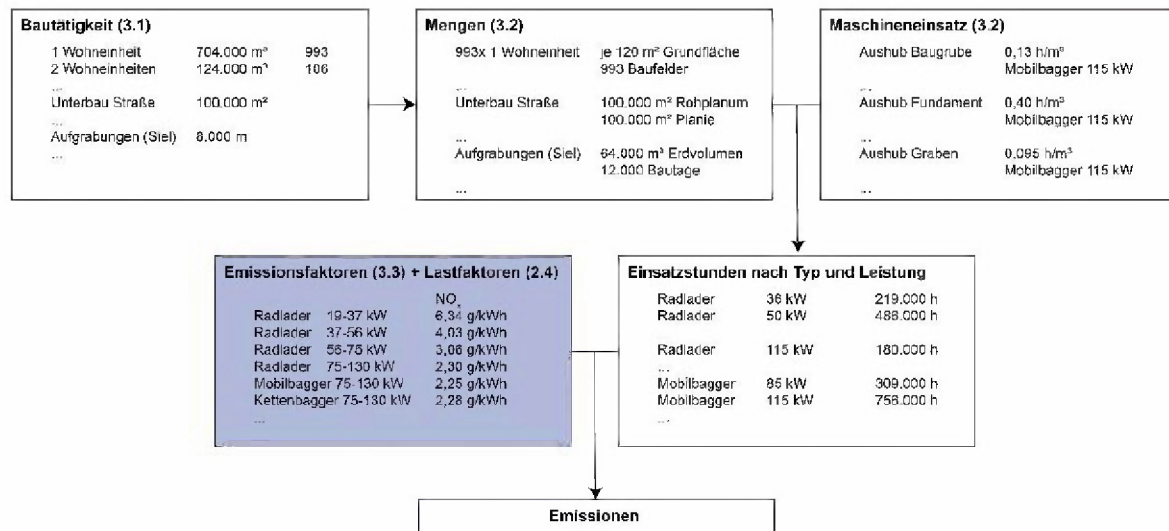 Bautätigkeit (3.1)
1 Wohneinheit 704.000 m³ 993
2 Wohneinheiten 124.000 m³ 186
...
Unterbau Straße 100.000 m²
...
Aufgrabungen (Siel) 8.000 m
...
Mengen (3.2)
993x 1 Wohneinheit je 120 m² Grundfläche
993 Baufelder
...
Unterbau Straße 100.000 m² Rohplanum
100.000 m² Planie
...
Aufgrabungen (Siel) 64.000 m³ Erdvolumen
12.000 Bautage
...
Maschineneinsatz (3.2)
Aushub Baugrube 0,13 h/m³
Mobilbagger 115 kW
...
Aushub Fundament 0,40 h/m³
Mobilbagger 115 kW
...
Aushub Graben 0,095 h/m³
Mobilbagger 115 kW
...
Emissionsfaktoren (3.3) + Lastfaktoren (2.4)
NOx
Radlader 19-37 kW 6,34 g/kWh
Radlader 37-56 kW 4,03 g/kWh
Radlader 56-75 kW 3,06 g/kWh
Radlader 75-130 kW 2,30 g/kWh
Mobilbagger 75-130 kW 2,25 g/kWh
Kettenbagger 75-130 kW 2,28 g/kWh
...
Einsatzstunden nach Typ und Leistung
Radlader 36 kW 219.000 h
Radlader 50 kW 486.000 h
Radlader 115 kW 180.000 h
...
Mobilbagger 85 kW 309.000 h
Mobilbagger 115 kW 756.000 h
...
Emissionen